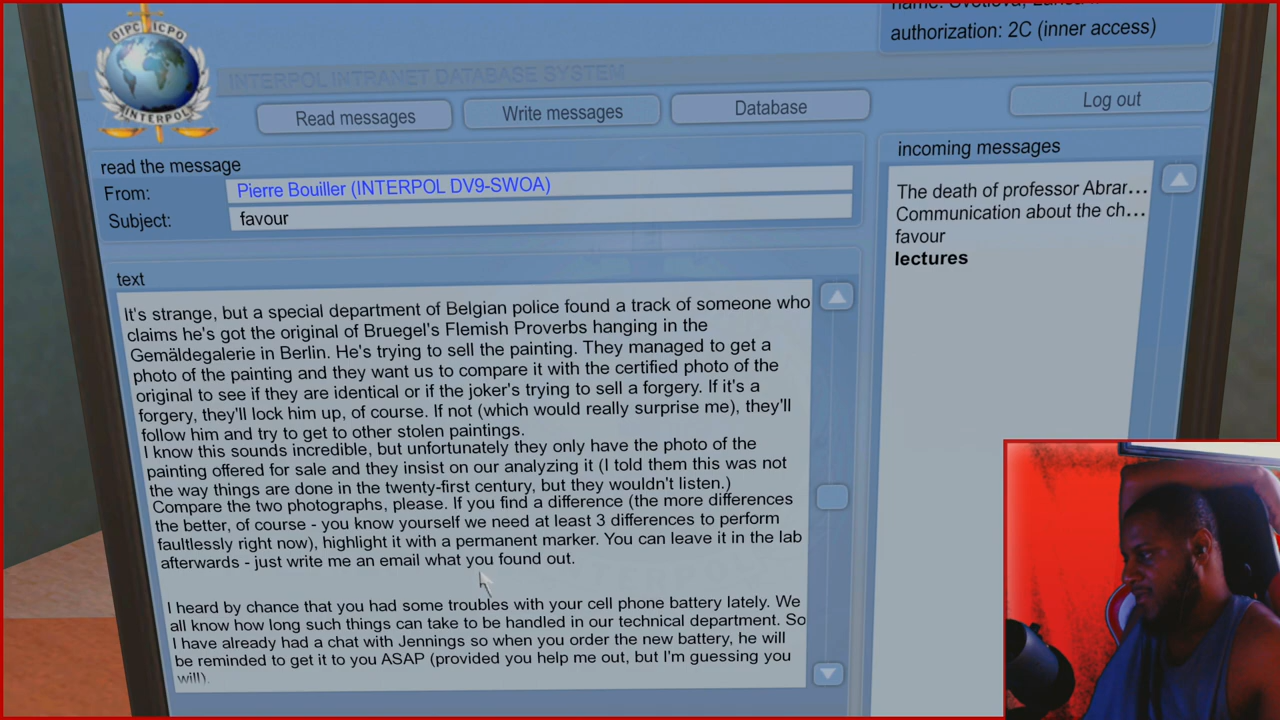 OIPC ICPO
INTERPOL
authorization: 2C (inner access)
INTERPOL INTRANET DATABASE SYSTEM
Read messages
Write messages
Database
Log out
read the message
From:
Pierre Bouiller (INTERPOL DV9-SWOA)
Subject:
favour
incoming messages
The death of professor Abrar...
Communication about the ch...
favour
lectures
text
It's strange, but a special department of Belgian police found a track of someone who
claims he's got the original of Bruegel's Flemish Proverbs hanging in the
Gemäldegalerie in Berlin. He's trying to sell the painting. They managed to get a
photo of the painting and they want us to compare it with the certified photo of the
original to see if they are identical or if the joker's trying to sell a forgery. If it's a
forgery, they'll lock him up, of course. If not (which would really surprise me), they'll
follow him and try to get to other stolen paintings.
I know this sounds incredible, but unfortunately they only have the photo of the
painting offered for sale and they insist on our analyzing it (I told them this was not
the way things are done in the twenty-first century, but they wouldn't listen.)
Compare the two photographs, please. If you find a difference (the more differences
the better, of course - you know yourself we need at least 3 differences to perform
faultlessly right now), highlight it with a permanent marker. You can leave it in the lab
afterwards - just write me an email what you found out.
I heard by chance that you had some troubles with your cell phone battery lately. We
all know how long such things can take to be handled in our technical department. So
I have already had a chat with Jennings so when you order the new battery, he will
be reminded to get it to you ASAP (provided you help me out, but I'm guessing you
will).